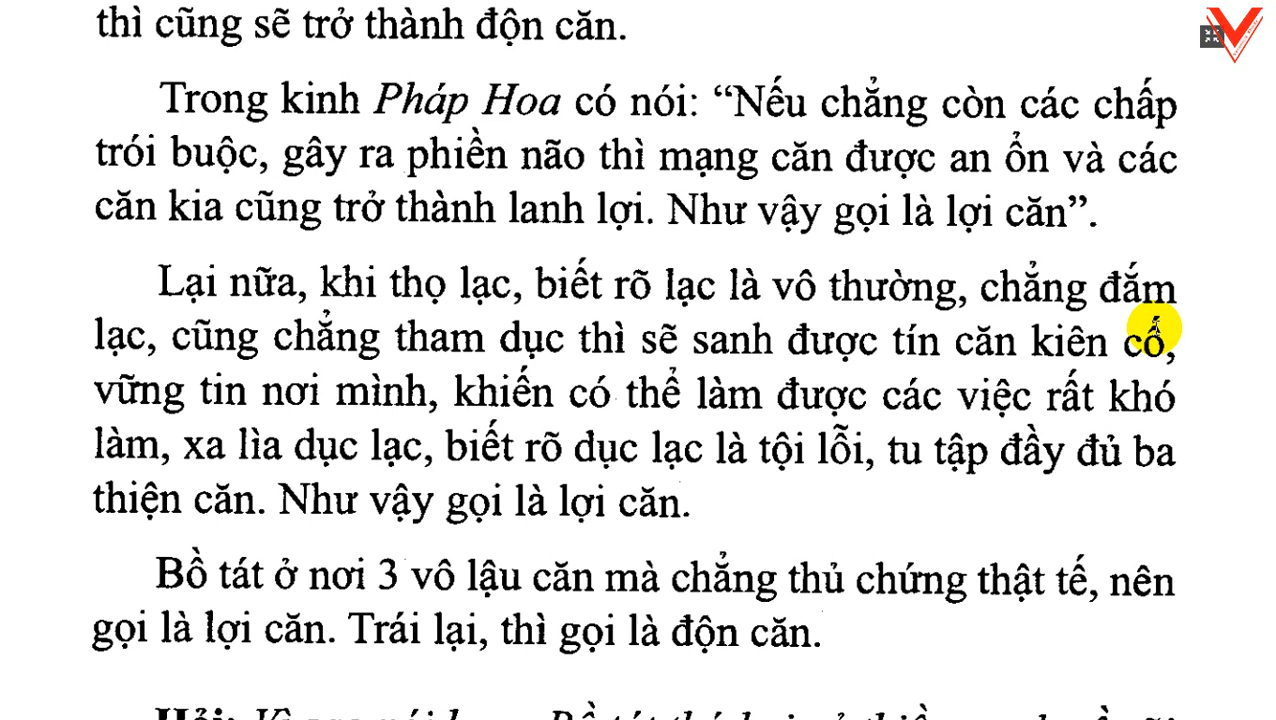 thì cũng sẽ trở thành độn căn.
Trong kinh Pháp Hoa có nói: “Nếu chẳng còn các chấp
trói buộc, gây ra phiền não thì mạng căn được an ổn và các
căn kia cũng trở thành lanh lợi. Như vậy gọi là lợi căn”.
Lại nữa, khi thọ lạc, biết rõ lạc là vô thường, chẳng đắm
lạc, cũng chẳng tham dục thì sẽ sanh được tín căn kiên cố,
vững tin nơi mình, khiến có thể làm được các việc rất khó
làm, xa lìa dục lạc, biết rõ dục lạc là tội lỗi, tu tập đầy đủ ba
thiện căn. Như vậy gọi là lợi căn.
Bồ tát ở nơi 3 vô lậu căn mà chẳng thủ chứng thật tế, nên
gọi là lợi căn. Trái lại, thì gọi là độn căn.
Hỏi: